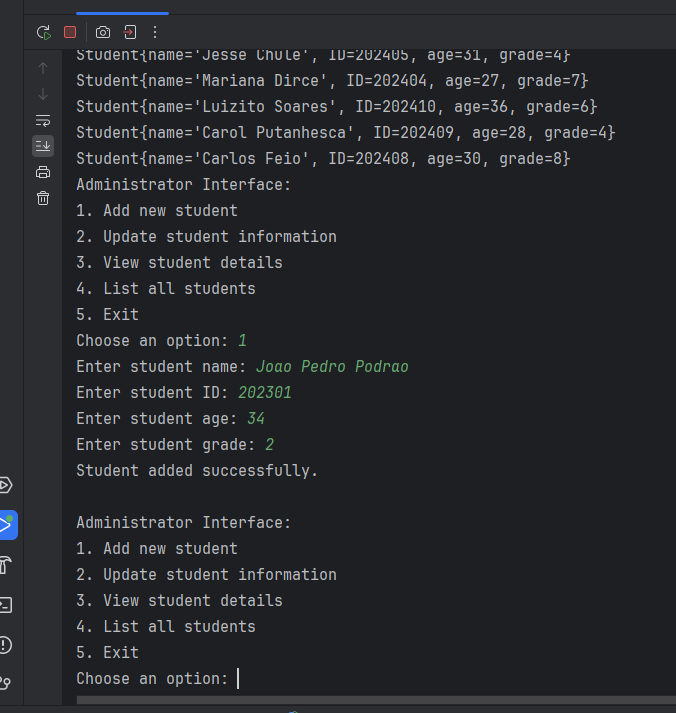 Student{name='Jesse Chule', ID=202405, age=31, grade=4}
Student{name='Mariana Dirce', ID=202404, age=27, grade=7}
Student{name='Luizito Soares', ID=202410, age=36, grade=6}
Student{name='Carol Putanhesca', ID=202409, age=28, grade=4}
Student{name='Carlos Feio', ID=202408, age=30, grade=8}
Administrator Interface:
1. Add new student
2. Update student information
3. View student details
4. List all students
5. Exit
Choose an option: 1
Enter student name: Joao Pedro Podrao
Enter student ID: 202301
Enter student age: 34
Enter student grade: 2
Student added successfully.
Administrator Interface:
1. Add new student
2. Update student information
3. View student details
4. List all students
5. Exit
Choose an option: